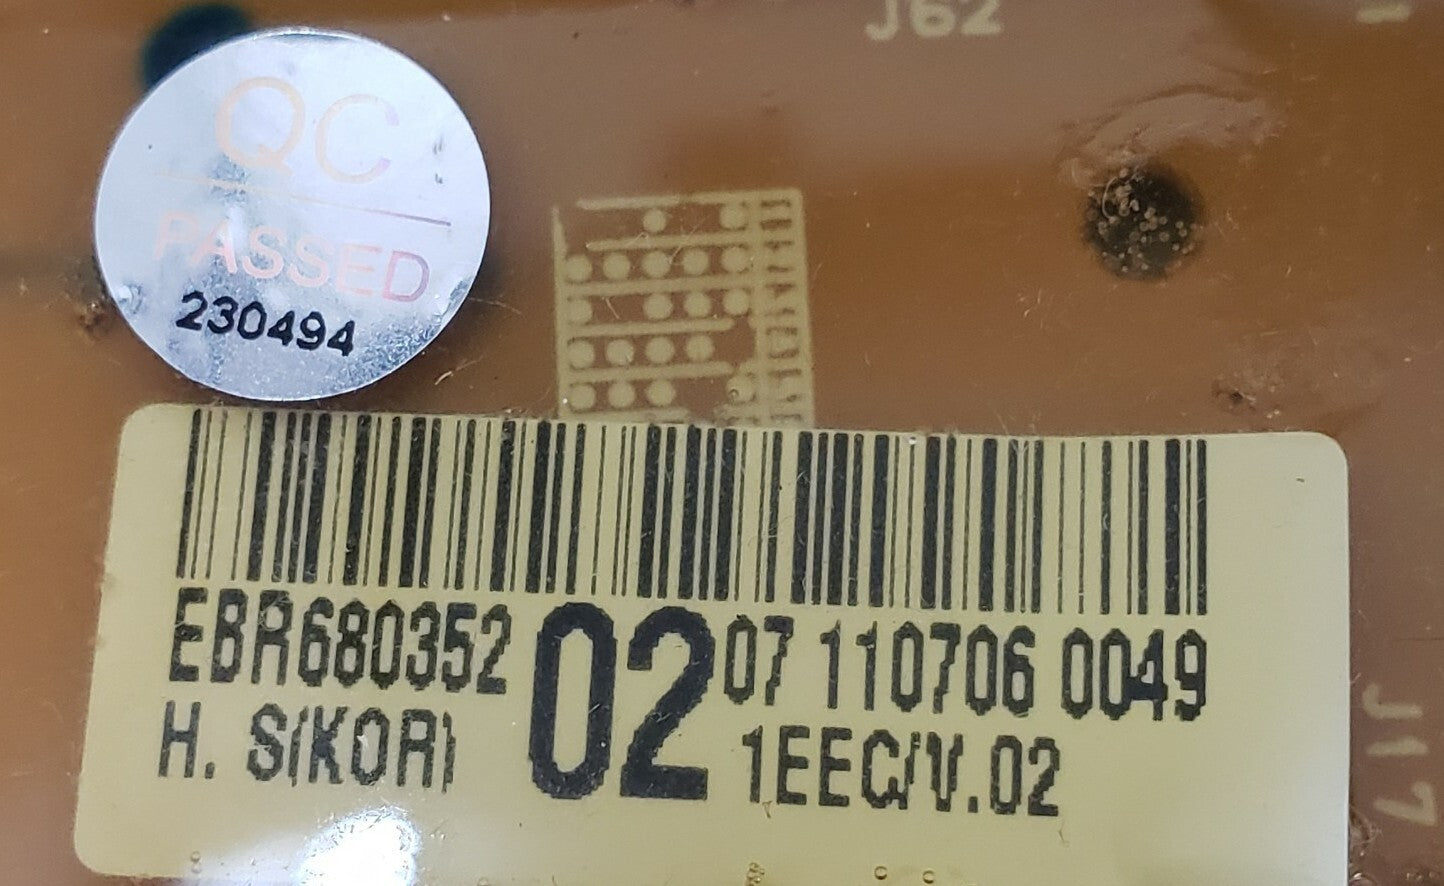 J62
QC
PASSED
230494
EBR680352 02 07 110706 0049
H. S(KOR) 1EEC/V.02
J17